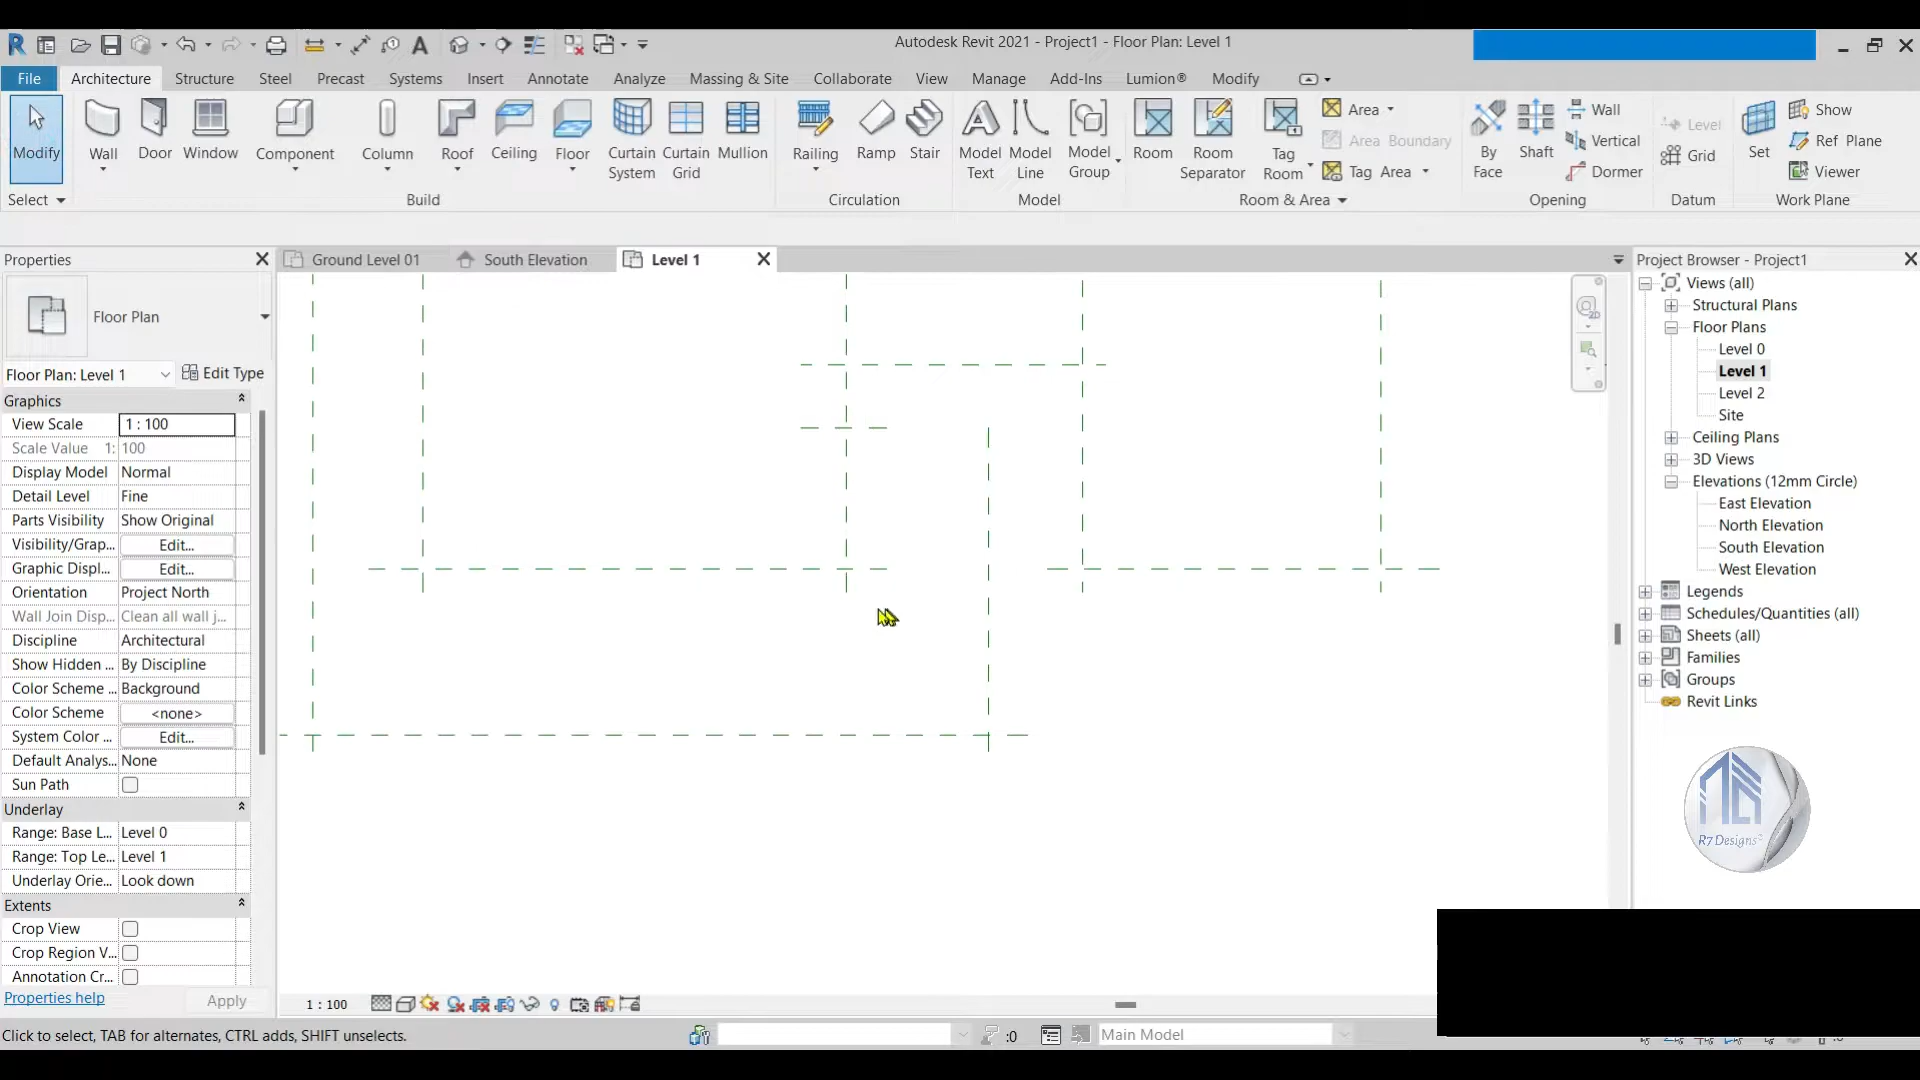 Autodesk Revit 2021 - Project1 - Floor Plan: Level 1
File Architecture Structure Steel Precast Systems Insert Annotate Analyze Massing & Site Collaborate View Manage Add-Ins Lumion® Modify
Modify Wall Door Window Component Column Roof Ceiling Floor Curtain System Curtain Grid Mullion Railing Ramp Stair Model Text Model Line Model Group Room Room Separator Tag Room Area Area Boundary Tag Area By Face Shaft Wall Vertical Dormer Level Grid Set Show Ref Plane Viewer
Select Build Circulation Model Room & Area Opening Datum Work Plane
Properties
Floor Plan
Floor Plan: Level 1 Edit Type
Graphics
View Scale 1 : 100
Scale Value 1: 100
Display Model Normal
Detail Level Fine
Parts Visibility Show Original
Visibility/Grap... Edit...
Graphic Displ... Edit...
Orientation Project North
Wall Join Disp... Clean all wall j...
Discipline Architectural
Show Hidden ... By Discipline
Color Scheme ... Background
Color Scheme <none>
System Color ... Edit...
Default Analys... None
Sun Path
Underlay
Range: Base L... Level 0
Range: Top Le... Level 1
Underlay Orie... Look down
Extents
Crop View
Crop Region V...
Annotation Cr...
Properties help Apply
Ground Level 01 South Elevation Level 1
2D
1 : 100
Project Browser - Project1
Views (all)
Structural Plans
Floor Plans
Level 0
Level 1
Level 2
Site
Ceiling Plans
3D Views
Elevations (12mm Circle)
East Elevation
North Elevation
South Elevation
West Elevation
Legends
Schedules/Quantities (all)
Sheets (all)
Families
Groups
Revit Links
R7 Designs
Click to select, TAB for alternates, CTRL adds, SHIFT unselects. :0 Main Model